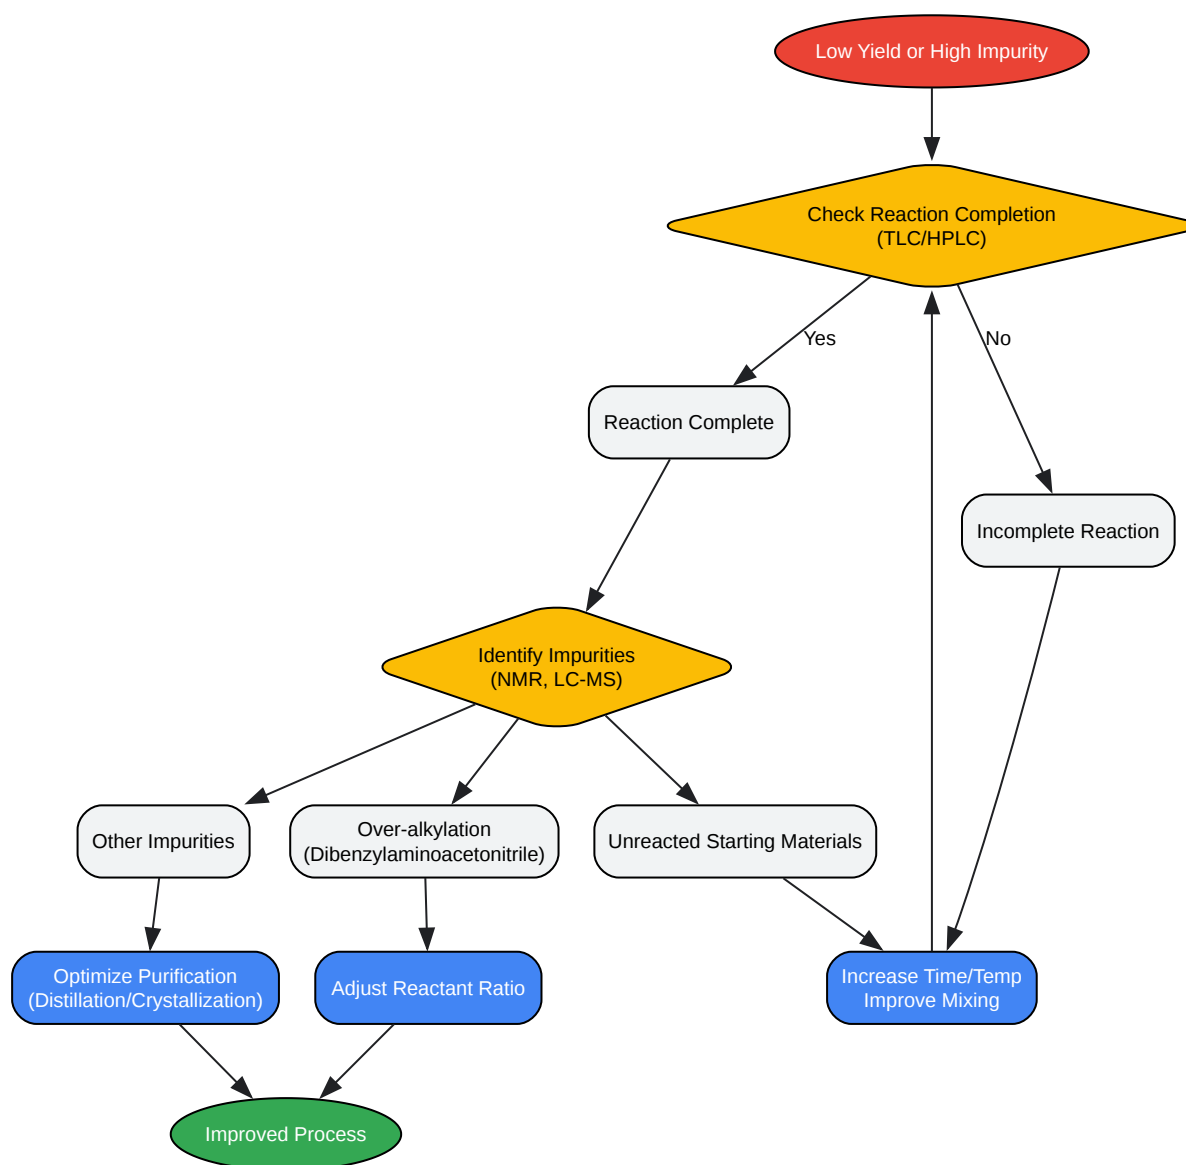 Low Yield or High Impurity
Check Reaction Completion
(TLC/HPLC)
Yes
No
Reaction Complete
Incomplete Reaction
Identify Impurities
(NMR, LC-MS)
Other Impurities
Over-alkylation
(Dibenzylaminoacetonitrile)
Unreacted Starting Materials
Optimize Purification
(Distillation/Crystallization)
Adjust Reactant Ratio
Increase Time/Temp
Improve Mixing
Improved Process